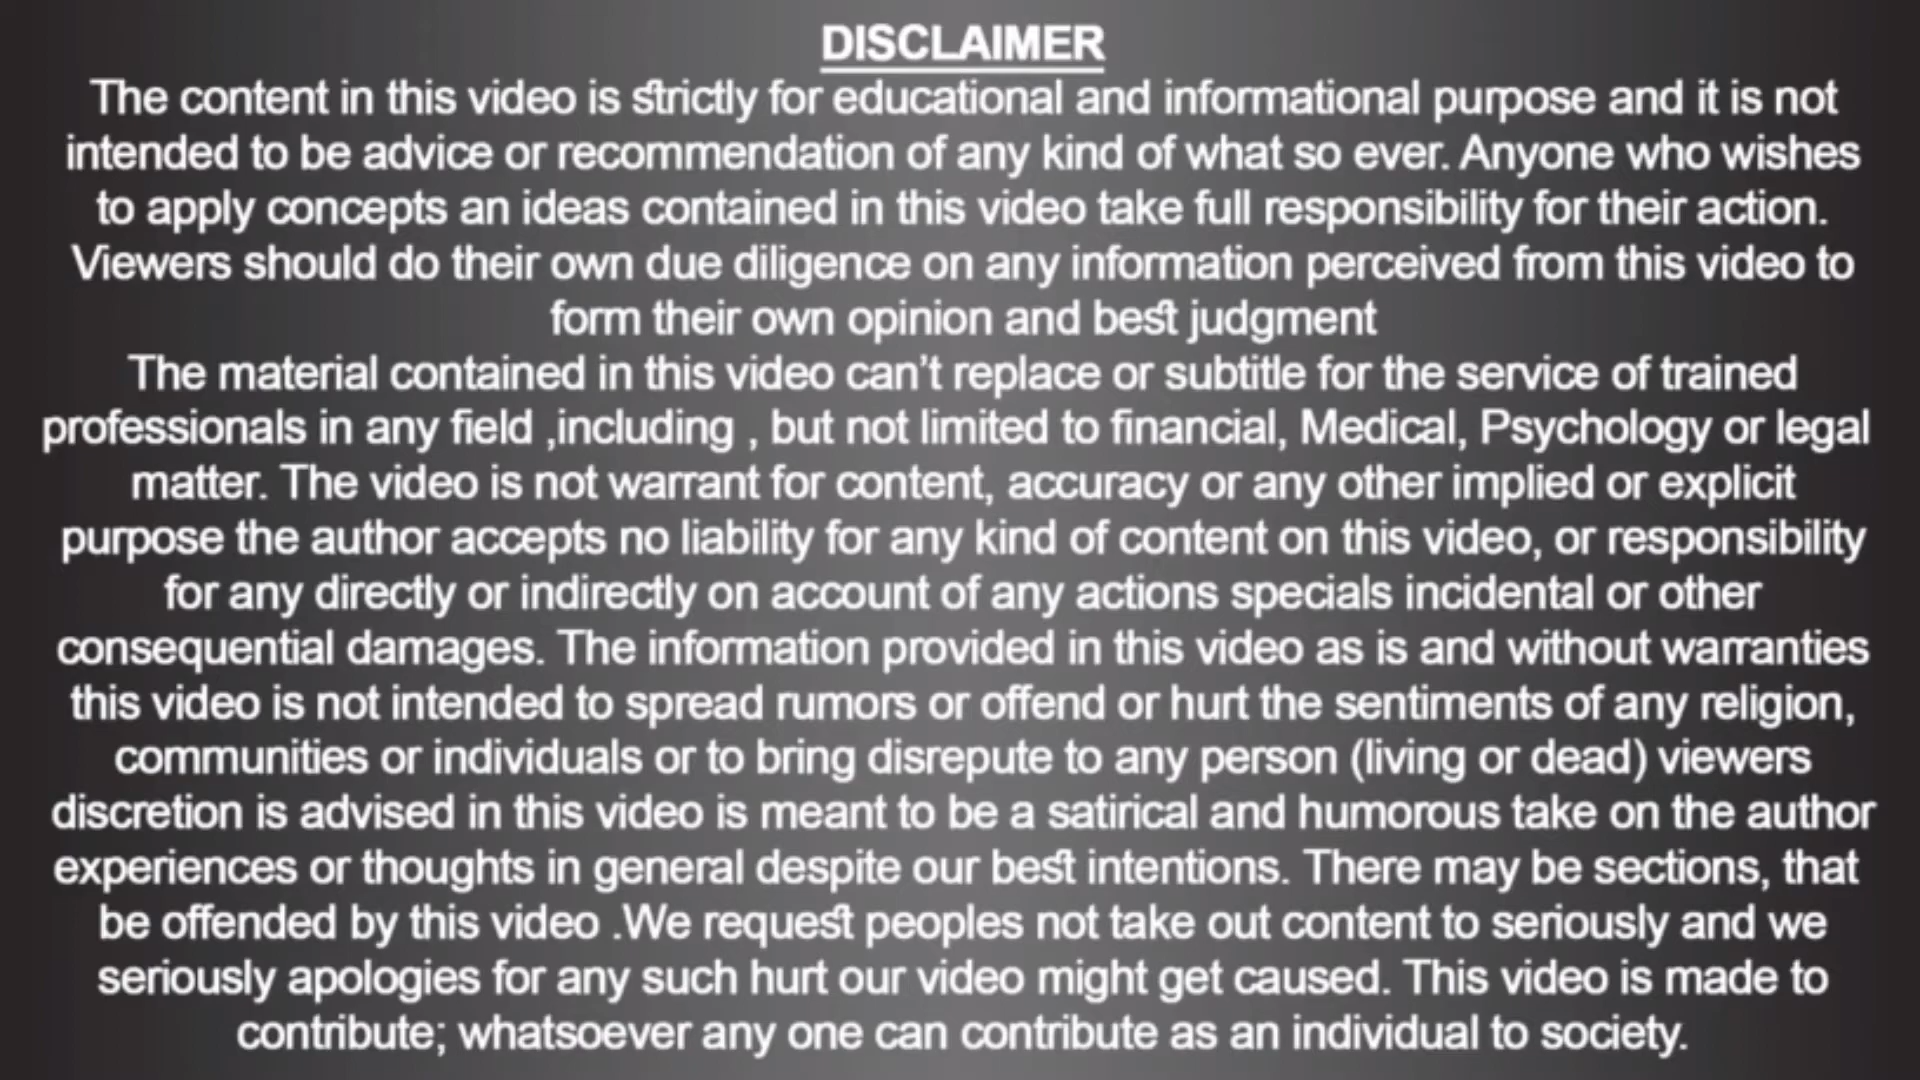 DISCLAIMER
The content in this video is strictly for educational and informational purpose and it is not
intended to be advice or recommendation of any kind of what so ever. Anyone who wishes
to apply concepts an ideas contained in this video take full responsibility for their action.
Viewers should do their own due diligence on any information perceived from this video to
form their own opinion and best judgment
The material contained in this video can't replace or subtitle for the service of trained
professionals in any field ,including , but not limited to financial, Medical, Psychology or legal
matter. The video is not warrant for content, accuracy or any other implied or explicit
purpose the author accepts no liability for any kind of content on this video, or responsibility
for any directly or indirectly on account of any actions specials incidental or other
consequential damages. The information provided in this video as is and without warranties
this video is not intended to spread rumors or offend or hurt the sentiments of any religion,
communities or individuals or to bring disrepute to any person (living or dead) viewers
discretion is advised in this video is meant to be a satirical and humorous take on the author
experiences or thoughts in general despite our best intentions. There may be sections, that
be offended by this video .We request peoples not take out content to seriously and we
seriously apologies for any such hurt our video might get caused. This video is made to
contribute; whatsoever any one can contribute as an individual to society.